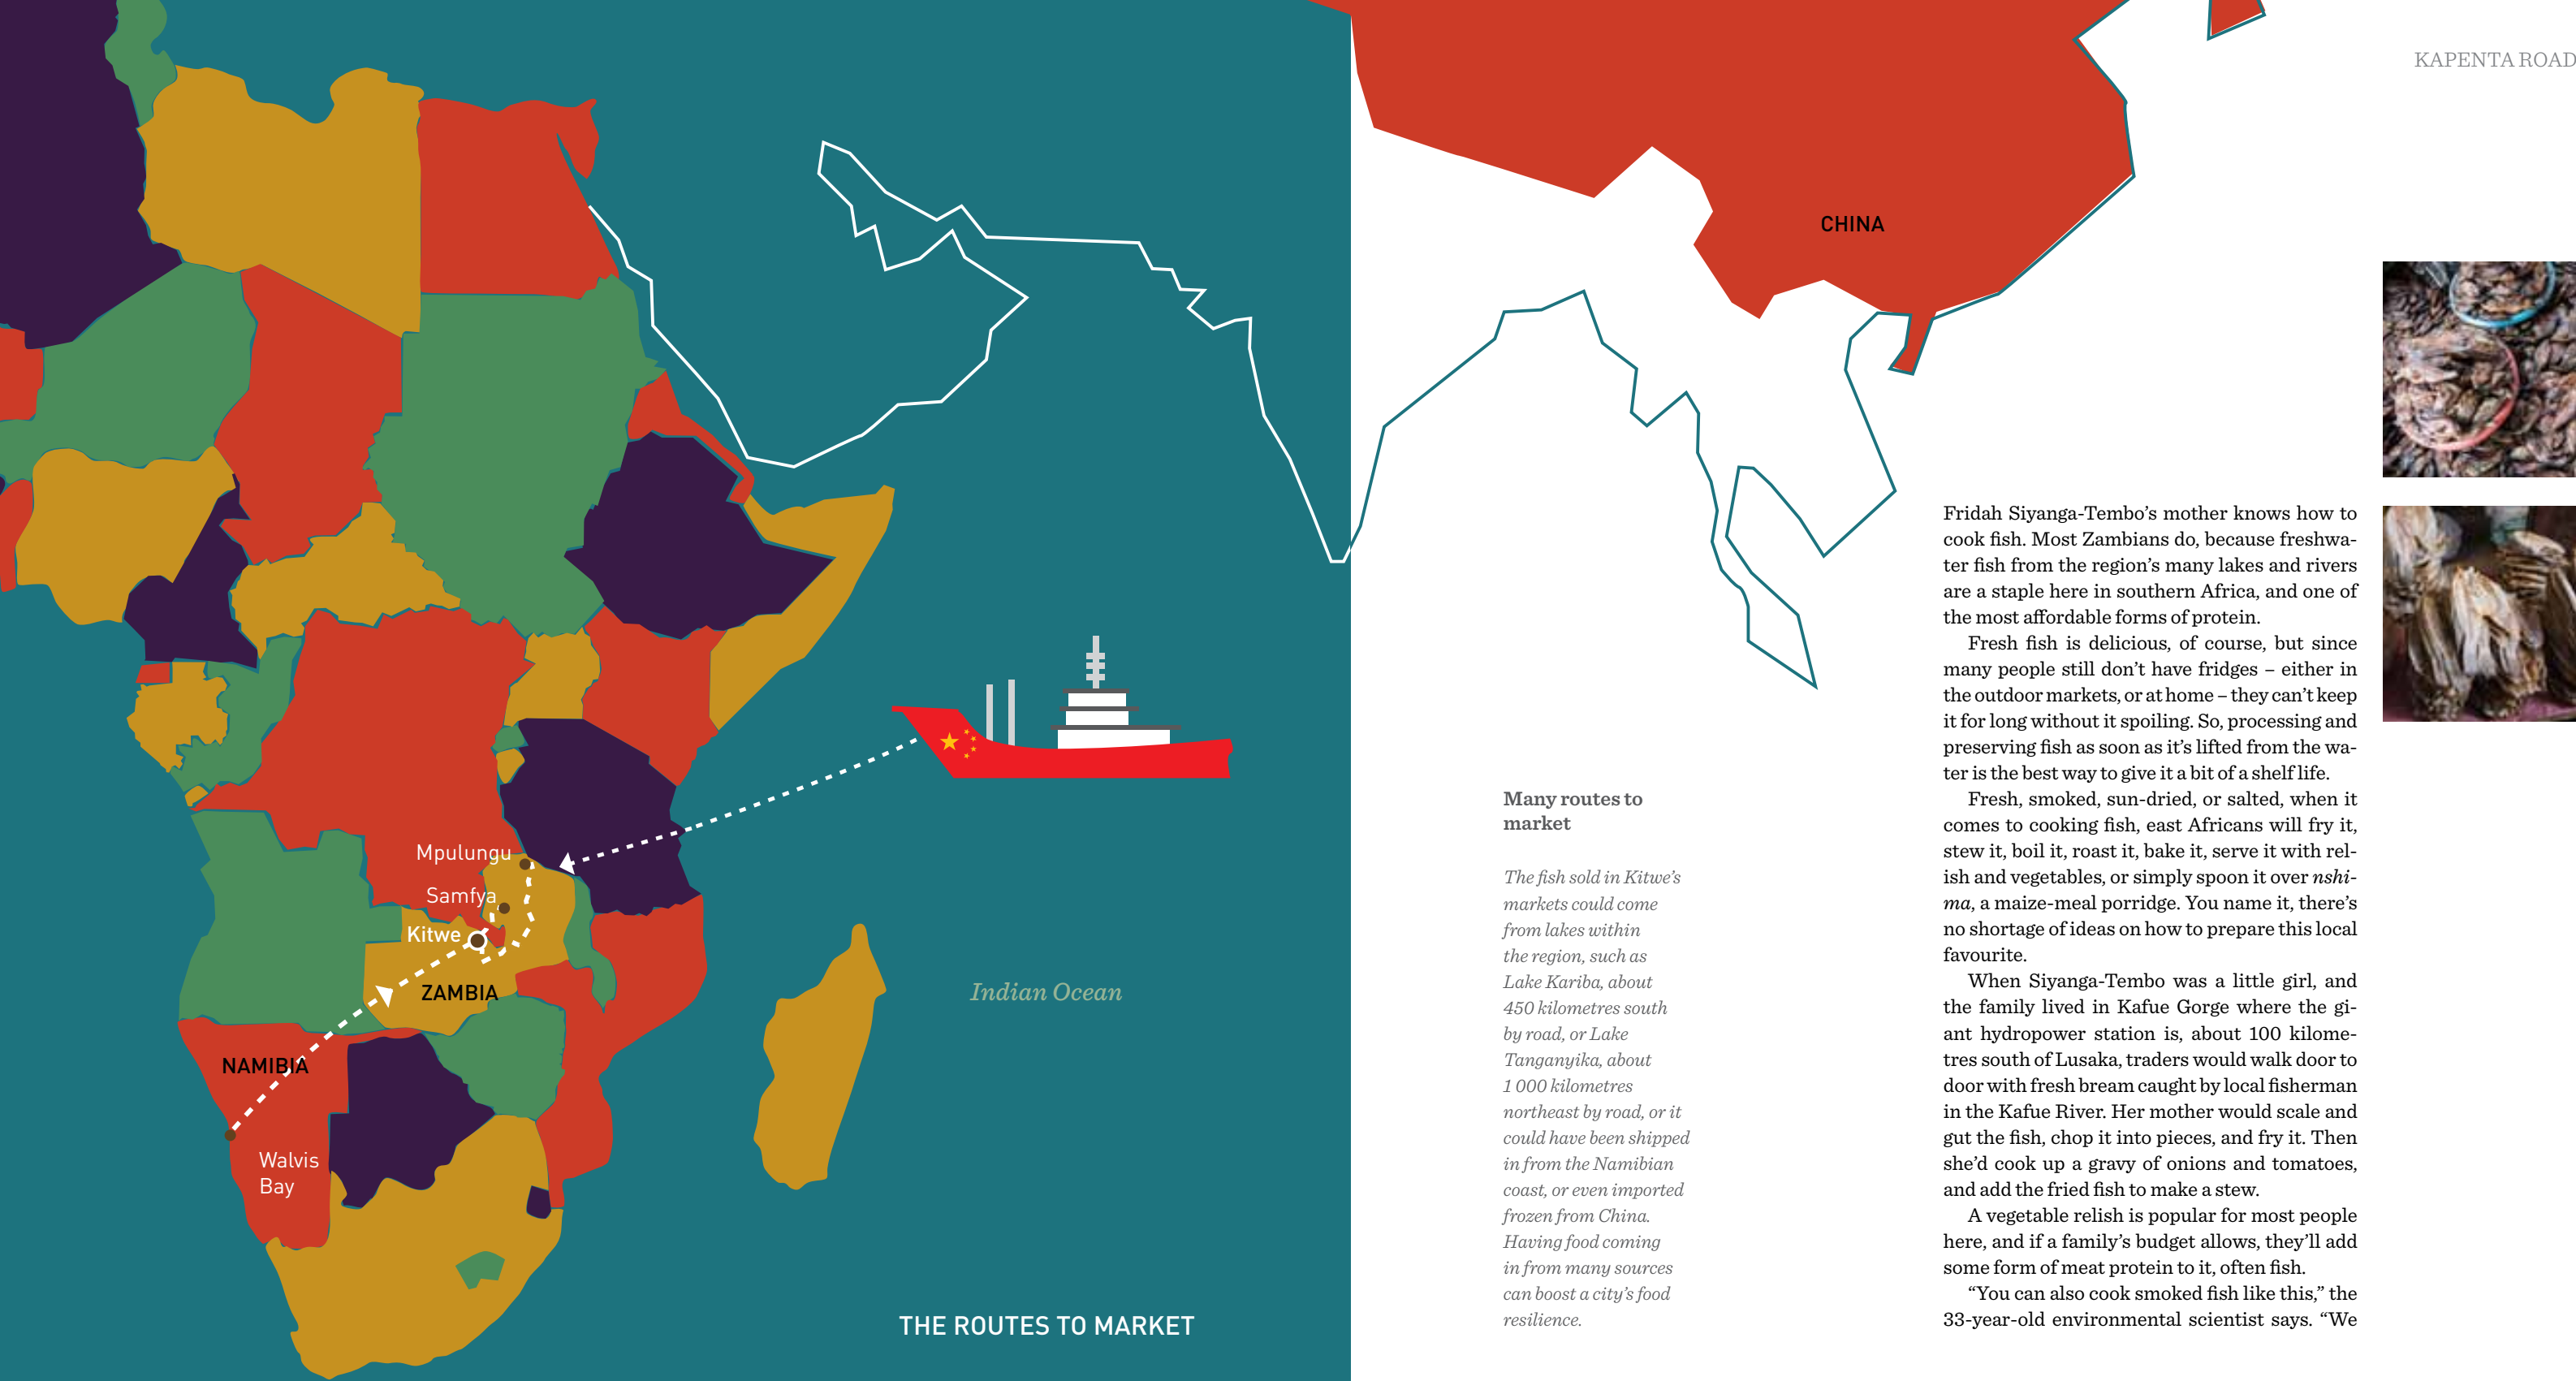 KAPENTA ROAD
CHINA
Mpulungu
Samfya
Kitwe
ZAMBIA
NAMIBIA
Walvis
Bay
Indian Ocean
THE ROUTES TO MARKET
Many routes to
market
The fish sold in Kitwe’s
markets could come
from lakes within
the region, such as
Lake Kariba, about
450 kilometres south
by road, or Lake
Tanganyika, about
1 000 kilometres
northeast by road, or it
could have been shipped
in from the Namibian
coast, or even imported
frozen from China.
Having food coming
in from many sources
can boost a city’s food
resilience.
Fridah Siyanga-Tembo’s mother knows how to
cook fish. Most Zambians do, because freshwa-
ter fish from the region’s many lakes and rivers
are a staple here in southern Africa, and one of
the most affordable forms of protein.
Fresh fish is delicious, of course, but since
many people still don’t have fridges – either in
the outdoor markets, or at home – they can’t keep
it for long without it spoiling. So, processing and
preserving fish as soon as it’s lifted from the wa-
ter is the best way to give it a bit of a shelf life.
Fresh, smoked, sun-dried, or salted, when it
comes to cooking fish, east Africans will fry it,
stew it, boil it, roast it, bake it, serve it with rel-
ish and vegetables, or simply spoon it over nshi-
ma, a maize-meal porridge. You name it, there’s
no shortage of ideas on how to prepare this local
favourite.
When Siyanga-Tembo was a little girl, and
the family lived in Kafue Gorge where the gi-
ant hydropower station is, about 100 kilome-
tres south of Lusaka, traders would walk door to
door with fresh bream caught by local fisherman
in the Kafue River. Her mother would scale and
gut the fish, chop it into pieces, and fry it. Then
she’d cook up a gravy of onions and tomatoes,
and add the fried fish to make a stew.
A vegetable relish is popular for most people
here, and if a family’s budget allows, they’ll add
some form of meat protein to it, often fish.
“You can also cook smoked fish like this,” the
33-year-old environmental scientist says. “We